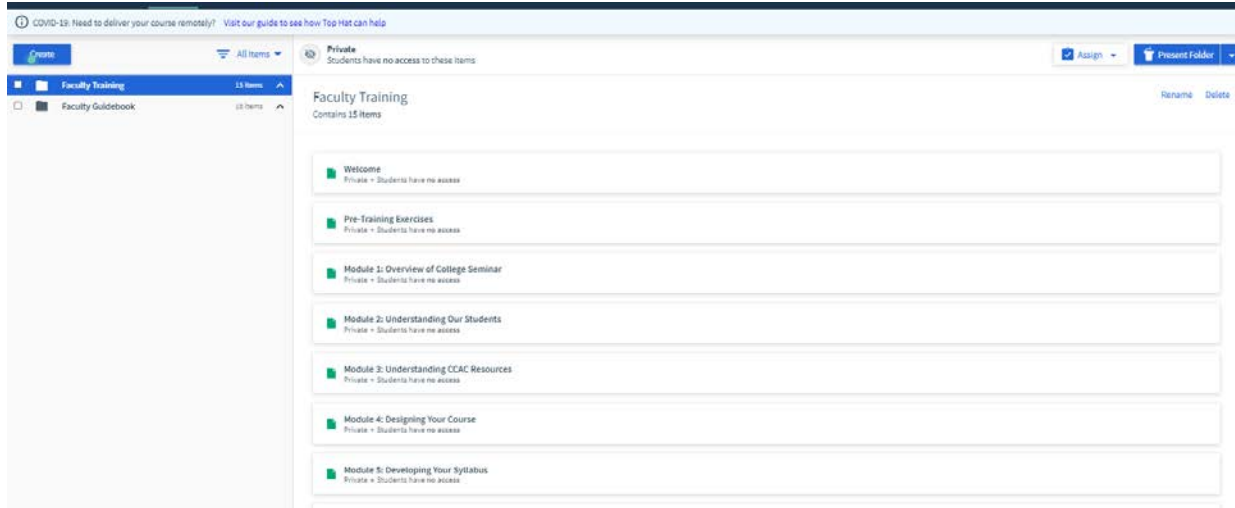 COVID-19: Need to deliver your course remotely? Visit our guide to see how Top Hat can help
Create
All Items
Private
Students have no access to these items
Assign
Present Folder
Faculty Training 15 Items
Faculty Guidebook
Faculty Training
Contains 15 items
Rename Delete
Welcome
Private • Students have no access
Pre-Training Exercises
Private • Students have no access
Module 1: Overview of College Seminar
Private • Students have no access
Module 2: Understanding Our Students
Private • Students have no access
Module 3: Understanding CCAC Resources
Private • Students have no access
Module 4: Designing Your Course
Private • Students have no access
Module 5: Developing Your Syllabus
Private • Students have no access